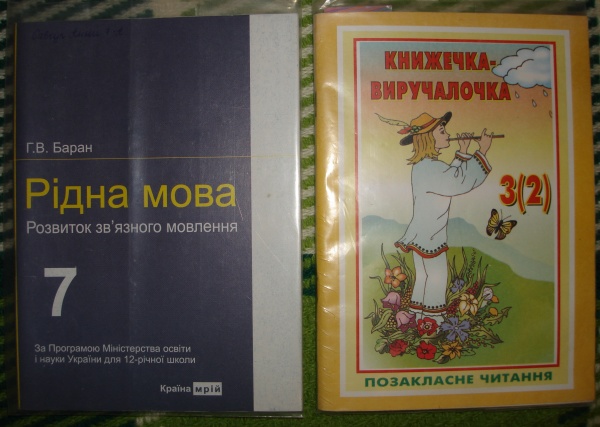 Г.В. Баран
Рідна мова
Розвиток зв'язного мовлення
7
За Програмою Міністерства освіти
і науки України для 12-річної школи
Країна мрій
КНИЖЕЧКА-
ВИРУЧАЛОЧКА
3(2)
ПОЗАКЛАСНЕ ЧИТАННЯ